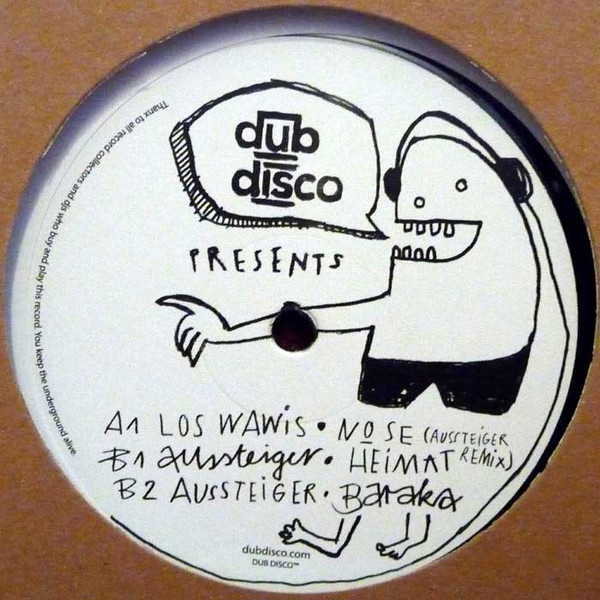 Thanx to all record collectors and djs who buy and play this record. You keep the underground alive.
dub
disco
PRESENTS
A1 LOS WAWIS • NO SE (AUSSTEIGER
REMIX)
B1 aussteiger • HEIMAT
B2 AUSSTEIGER • Baraka
dubdisco.com
DUB DISCO™